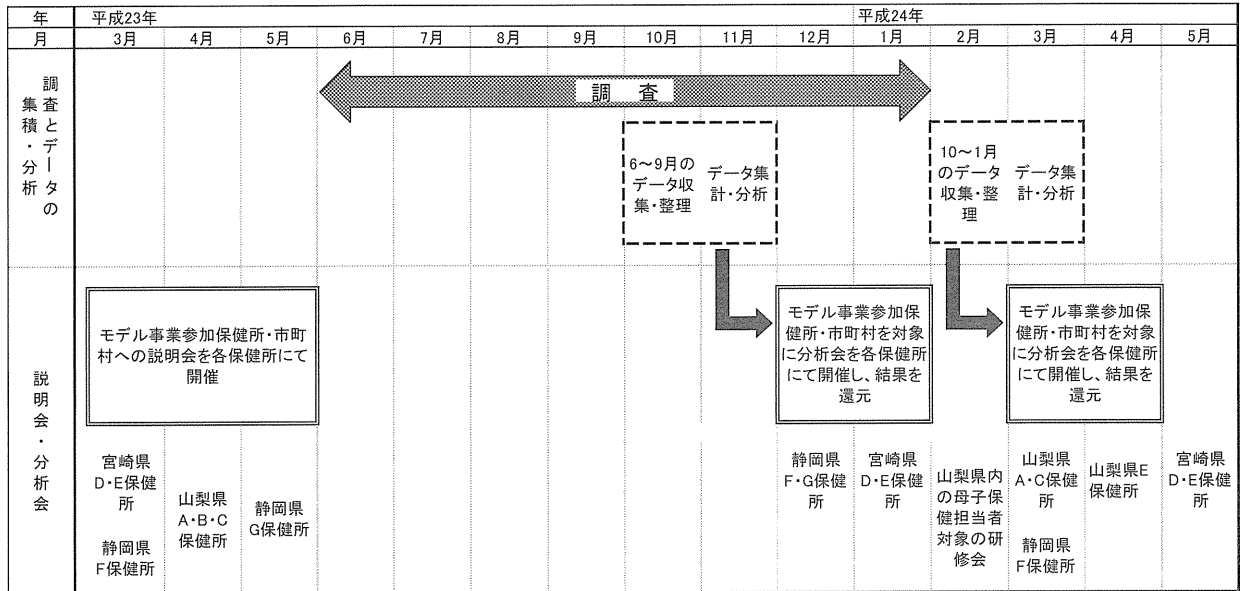 年
平成23年
平成24年
月
3月
4月
5月
6月
7月
8月
9月
10月
11月
12月
1月
2月
3月
4月
5月
調査とデータの
集積・分析
調 査
6～9月の
データ収
集・整理
データ集
計・分析
10～1月
のデータ
収集・整
理
データ集
計・分析
説明会・分析会
モデル事業参加保健所・市町
村への説明会を各保健所にて
開催
モデル事業参加保
健所・市町村を対象
に分析会を各保健所
にて開催し、結果を
還元
モデル事業参加保
健所・市町村を対象
に分析会を各保健所
にて開催し、結果を
還元
宮崎県
D・E保健
所
静岡県
F保健所
山梨県
A・B・C
保健所
静岡県
G保健所
静岡県
F・G保健
所
宮崎県
D・E保健
所
山梨県内
の母子保
健担当者
対象の研
修会
山梨県
A・C保健
所
静岡県
F保健所
山梨県E
保健所
宮崎県
D・E保健
所